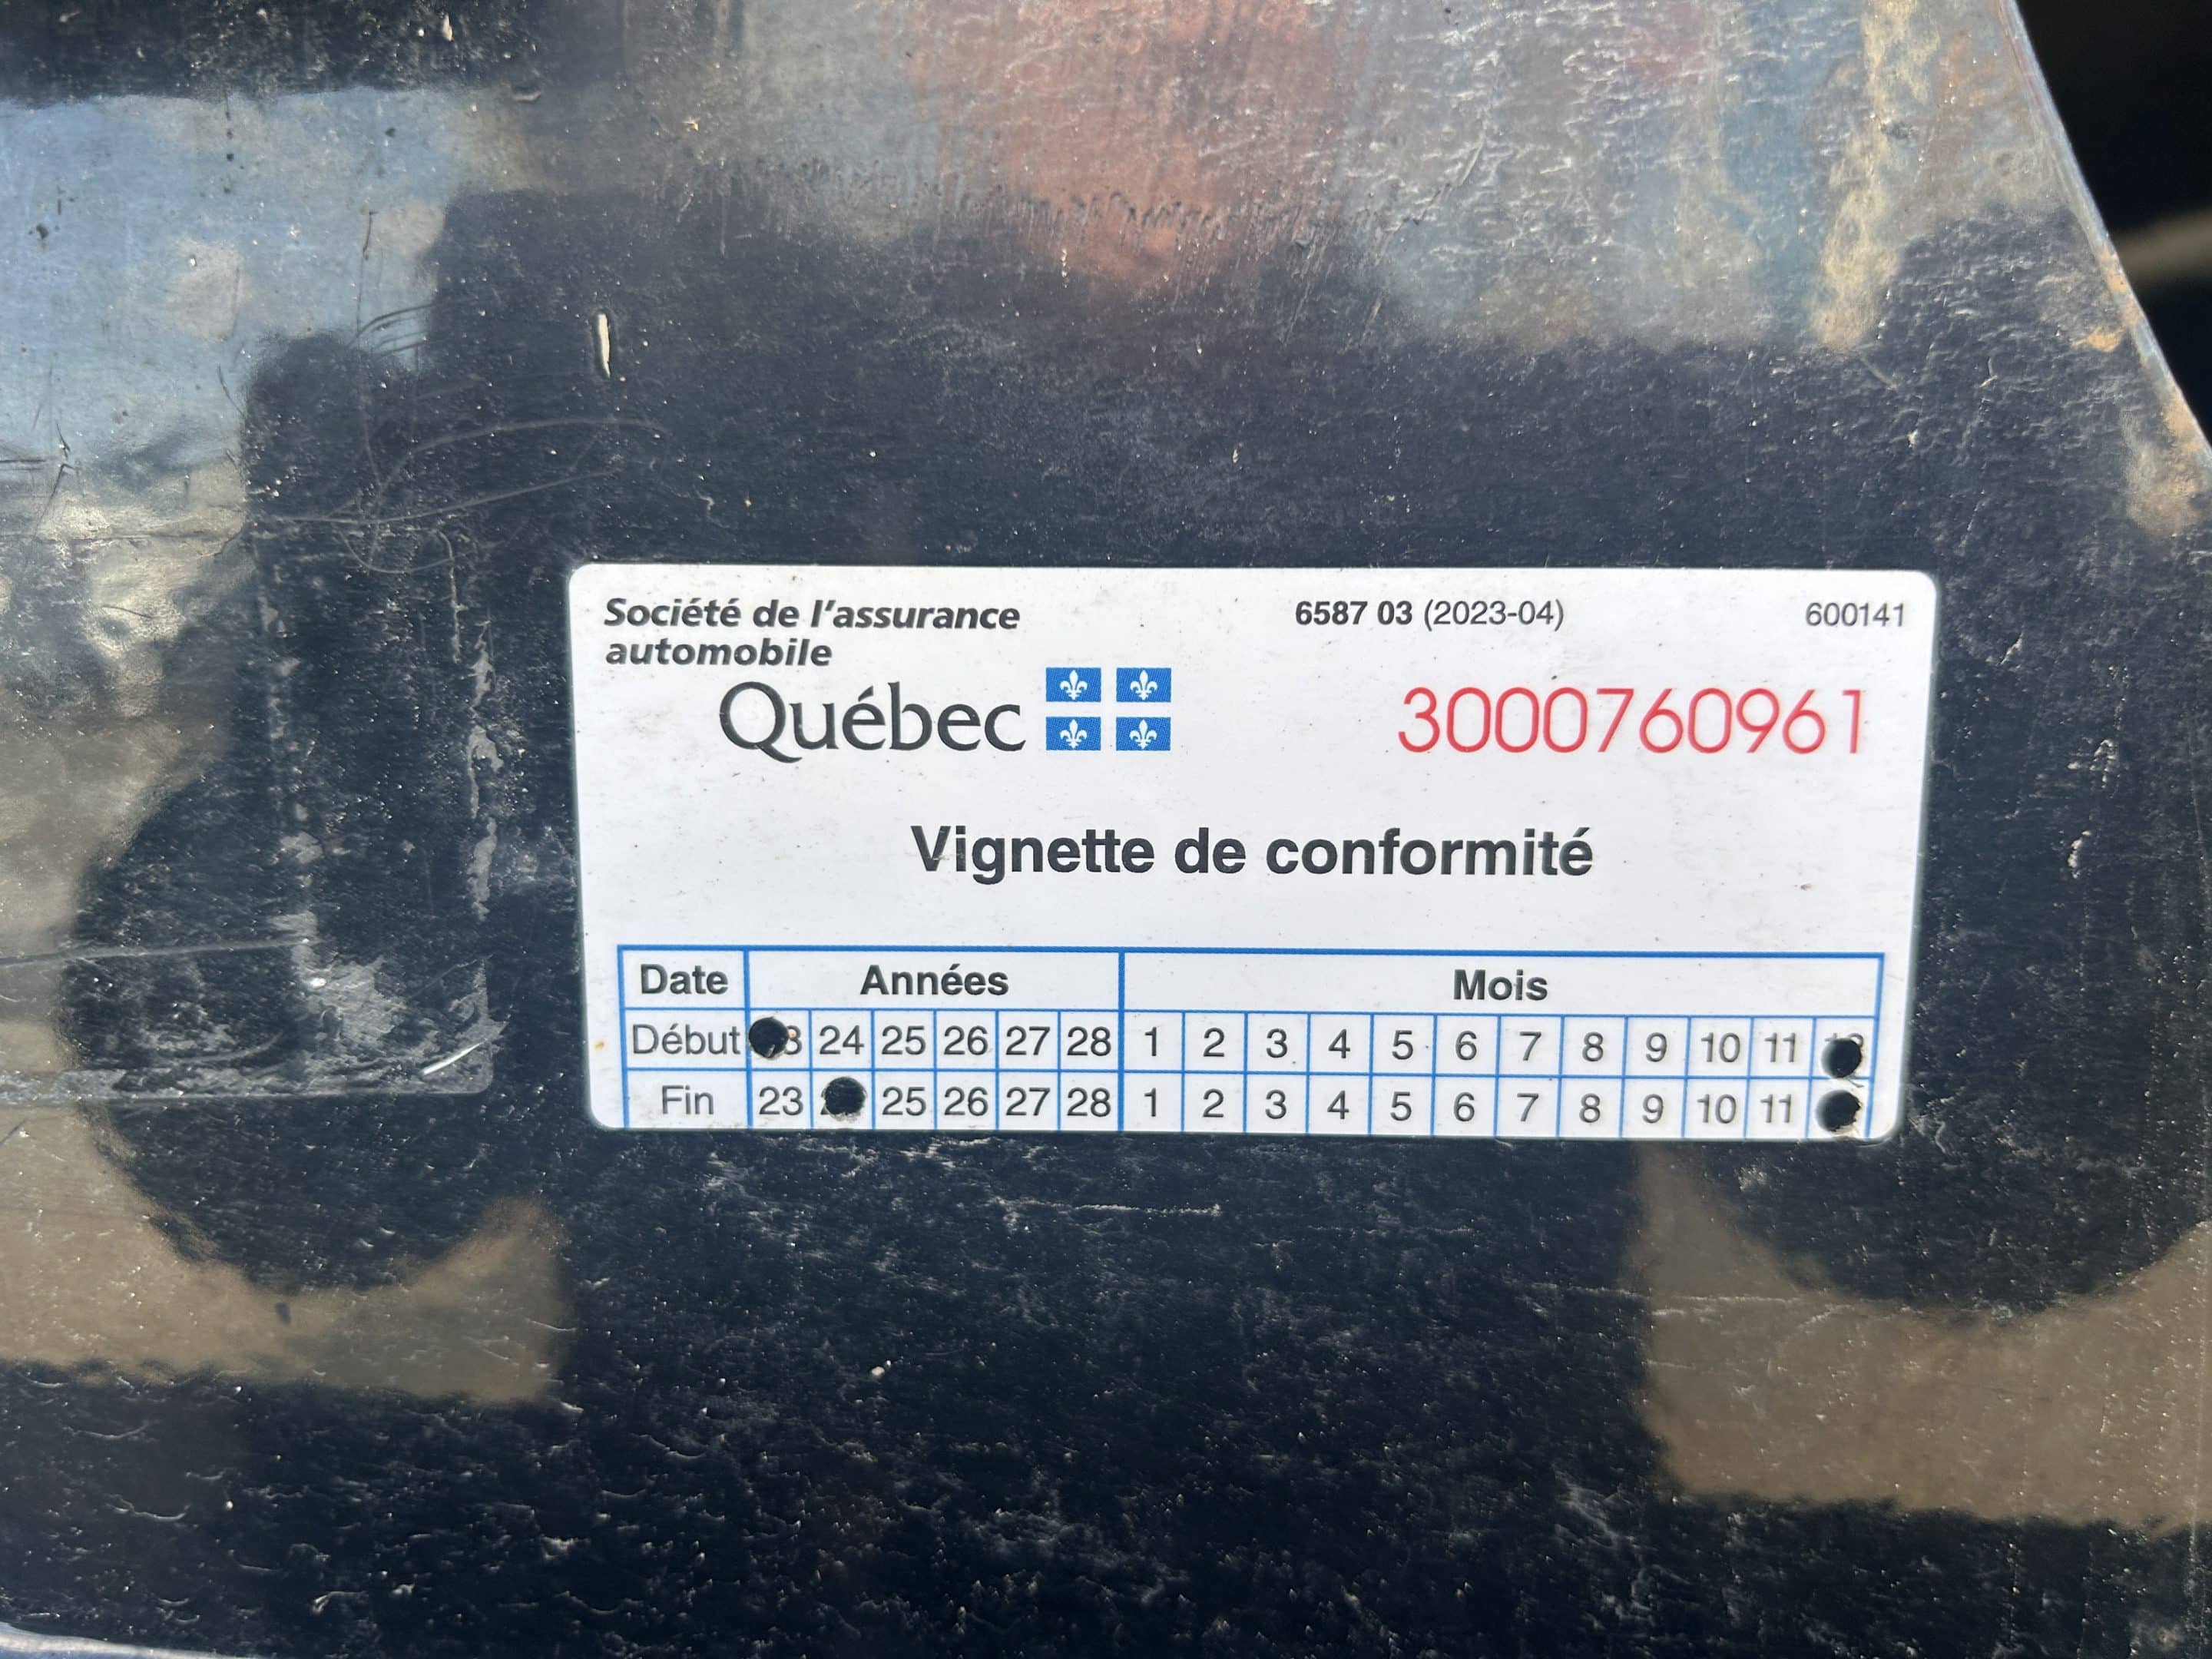 Société de l'assurance
automobile
Québec
6587 03 (2023-04)
600141
3000760961
Vignette de conformité
Date Années Mois
Début 24 25 26 27 28 1 2 3 4 5 6 7 8 9 10 11
Fin 23 25 26 27 28 1 2 3 4 5 6 7 8 9 10 11